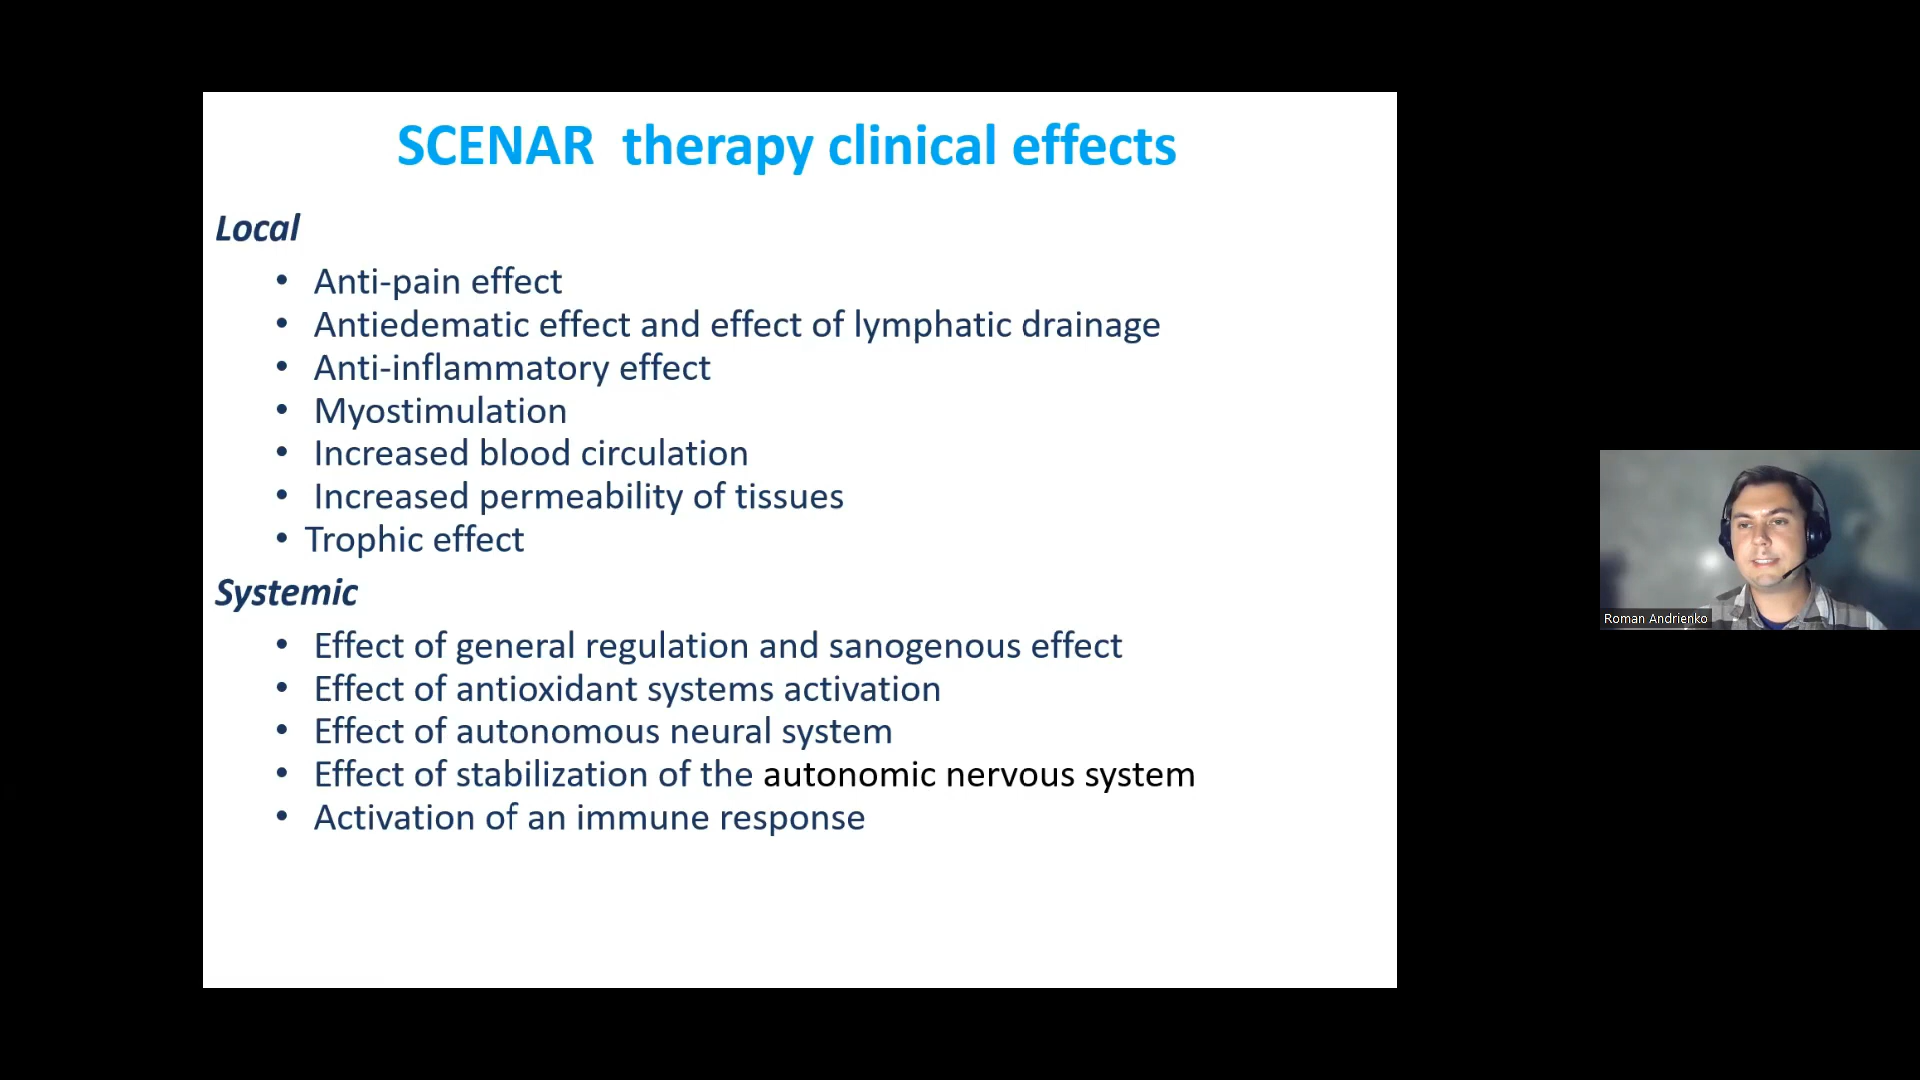 SCENAR therapy clinical effects
Local
• Anti-pain effect
• Antiedematic effect and effect of lymphatic drainage
• Anti-inflammatory effect
• Myostimulation
• Increased blood circulation
• Increased permeability of tissues
• Trophic effect
Systemic
• Effect of general regulation and sanogenous effect
• Effect of antioxidant systems activation
• Effect of autonomous neural system
• Effect of stabilization of the autonomic nervous system
• Activation of an immune response
Roman Andrienko